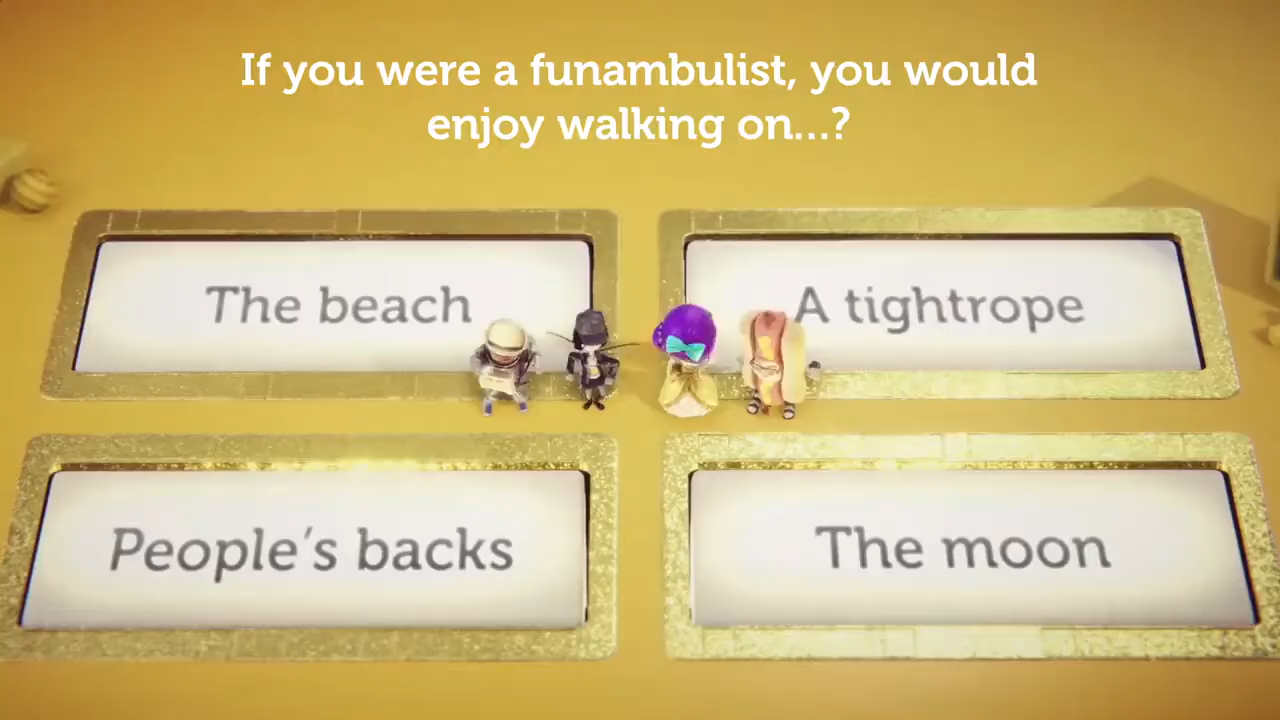 If you were a funambulist, you would
enjoy walking on...?
The beach
A tightrope
People's backs
The moon